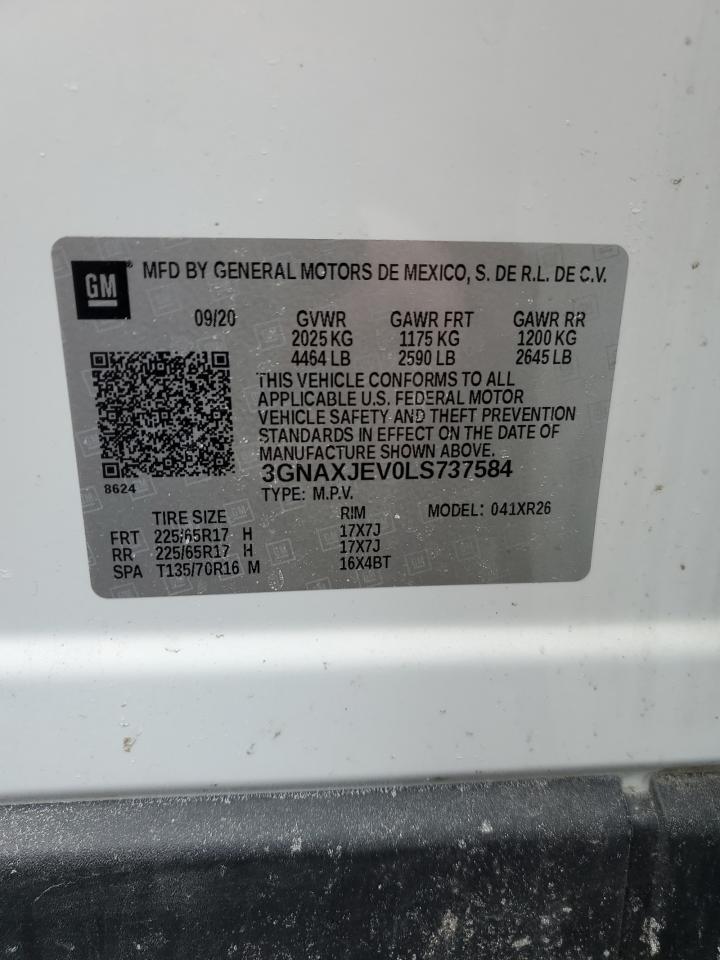 GM ® MFD BY GENERAL MOTORS DE MEXICO, S. DE R.L. DE C.V.
09/20 GVWR GAWR FRT GAWR RR
2025 KG 1175 KG 1200 KG
4464 LB 2590 LB 2645 LB
THIS VEHICLE CONFORMS TO ALL
APPLICABLE U.S. FEDERAL MOTOR
VEHICLE SAFETY AND THEFT PREVENTION
STANDARDS IN EFFECT ON THE DATE OF
MANUFACTURE SHOWN ABOVE.
3GNAXJEV0LS737584
8624
TYPE: M.P.V.
TIRE SIZE RIM MODEL: 041XR26
FRT 225/65R17 H 17X7J
RR 225/65R17 H 17X7J
SPA T135/70R16 M 16X4BT